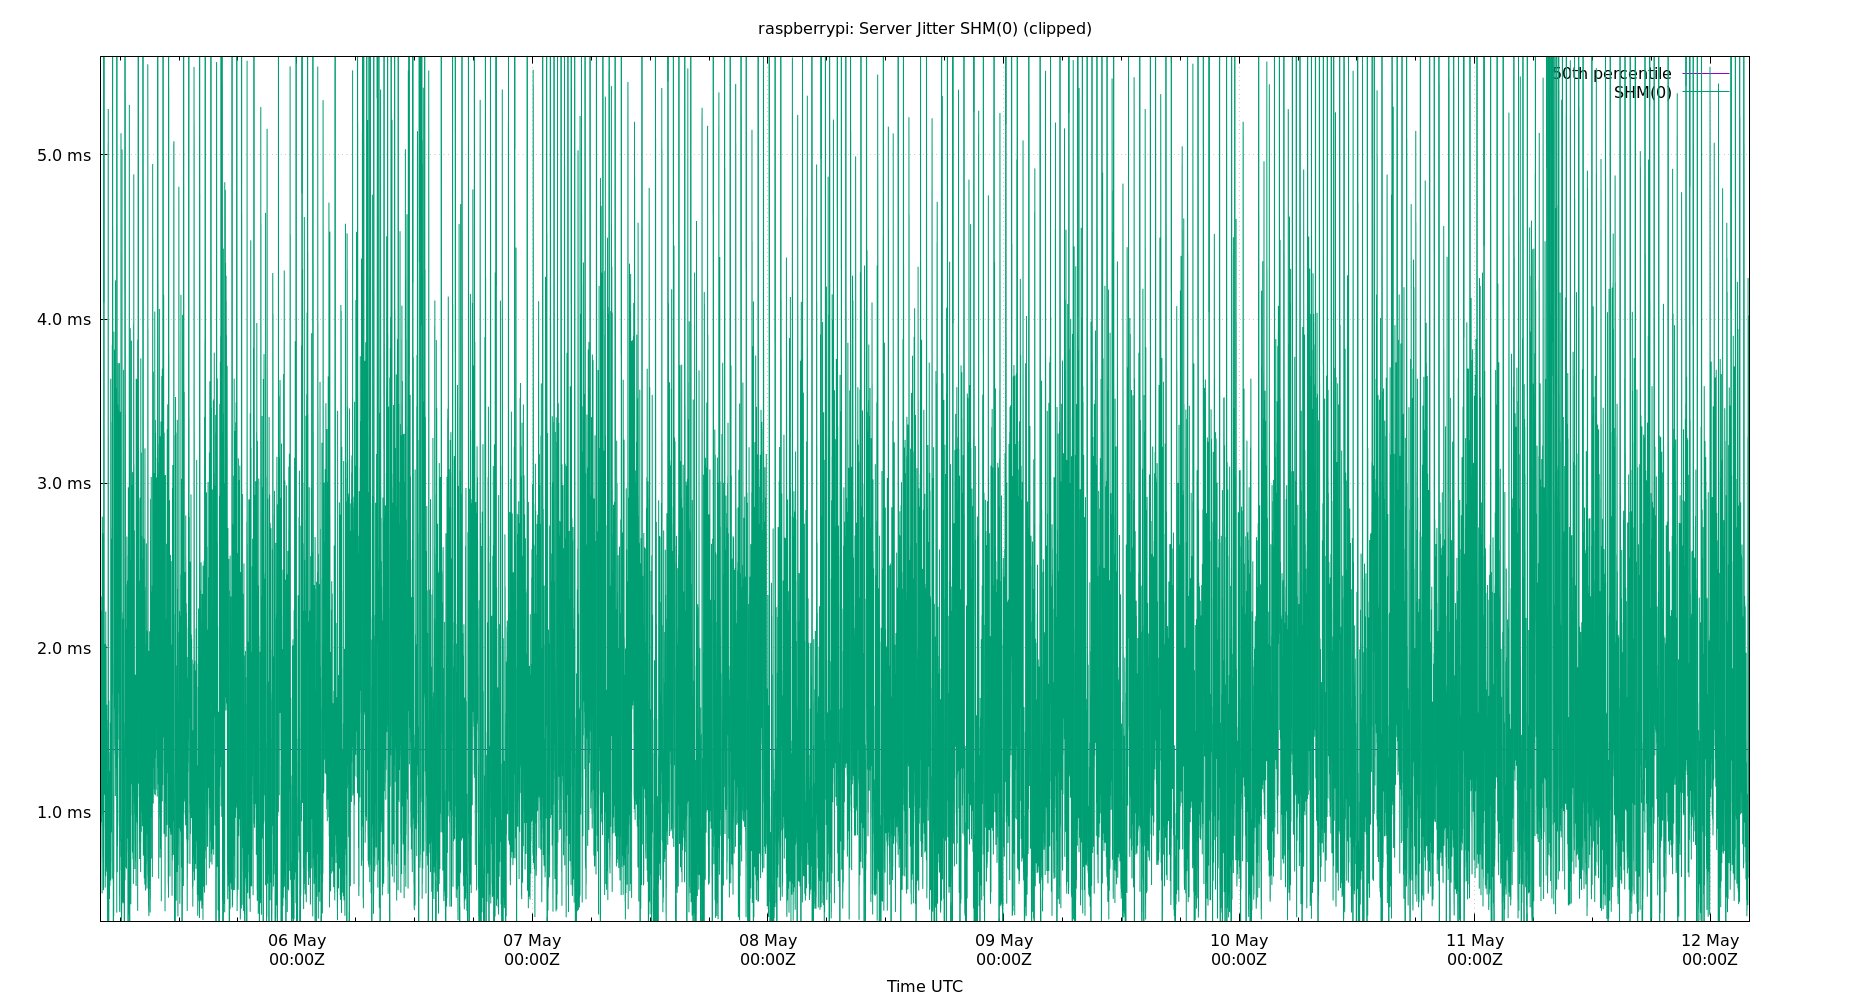 raspberrypi: Server Jitter SHM(0) (clipped)
50th percentile
SHM(0)
5.0 ms
4.0 ms
3.0 ms
2.0 ms
1.0 ms
06 May 07 May 08 May 09 May 10 May 11 May 12 May
00:00Z 00:00Z 00:00Z 00:00Z 00:00Z 00:00Z 00:00Z
Time UTC